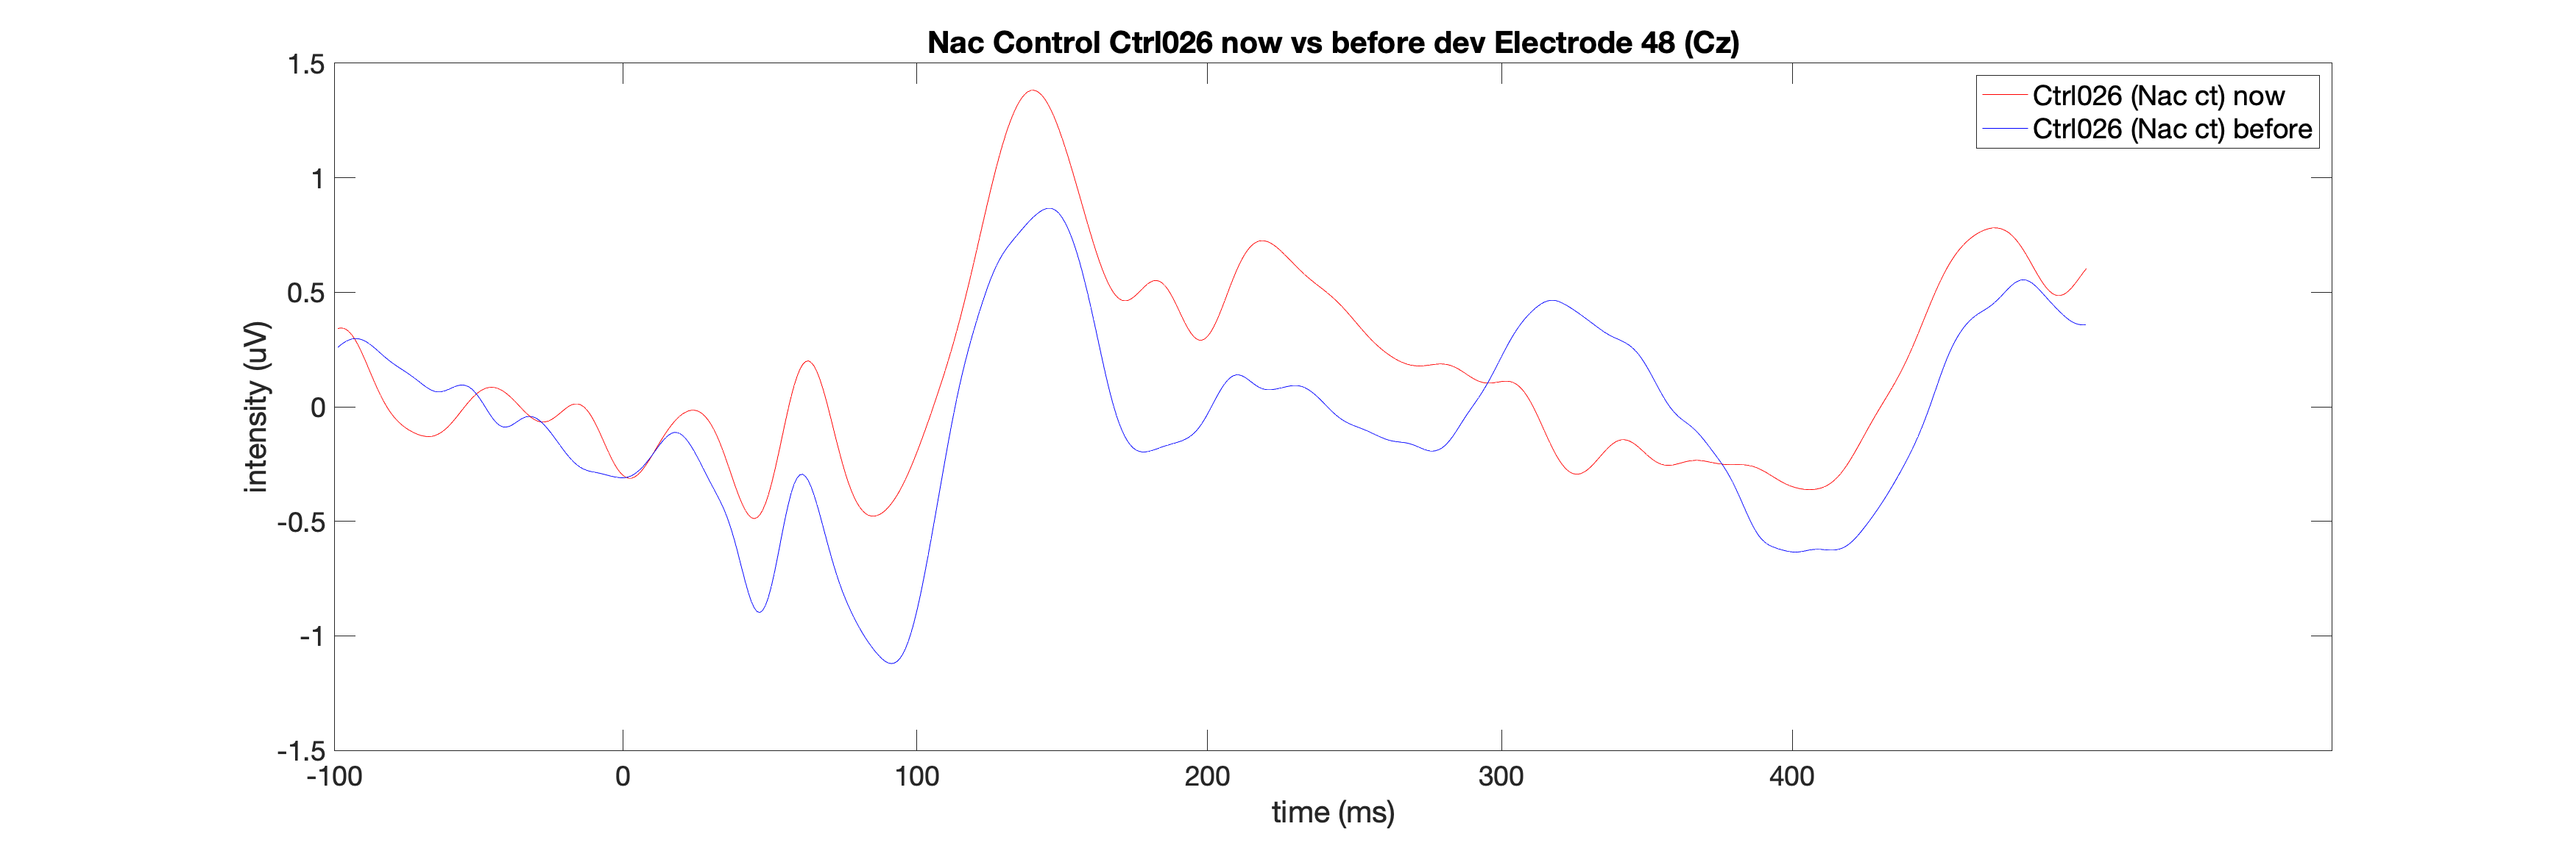 Nac Control Ctrl026 now vs before dev Electrode 48 (Cz)
1.5
1
0.5
0
-0.5
-1
-1.5
intensity (uV)
Ctrl026 (Nac ct) now
Ctrl026 (Nac ct) before
-100 0 100 200 300 400
time (ms)